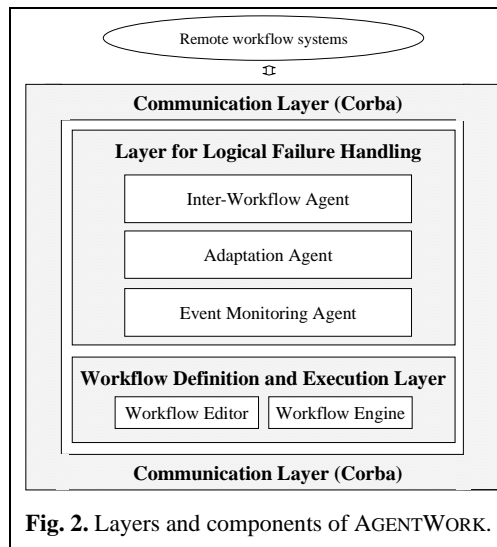 Remote workflow systems
Communication Layer (Corba)
Layer for Logical Failure Handling
Inter-Workflow Agent
Adaptation Agent
Event Monitoring Agent
Workflow Definition and Execution Layer
Workflow Editor Workflow Engine
Communication Layer (Corba)
Fig. 2. Layers and components of AGENTWORK.